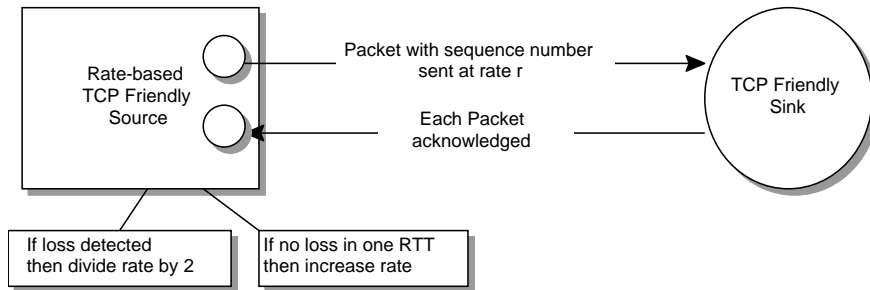 Rate-based
TCP Friendly
Source
Packet with sequence number
sent at rate r
Each Packet
acknowledged
TCP Friendly
Sink
If loss detected
then divide rate by 2
If no loss in one RTT
then increase rate